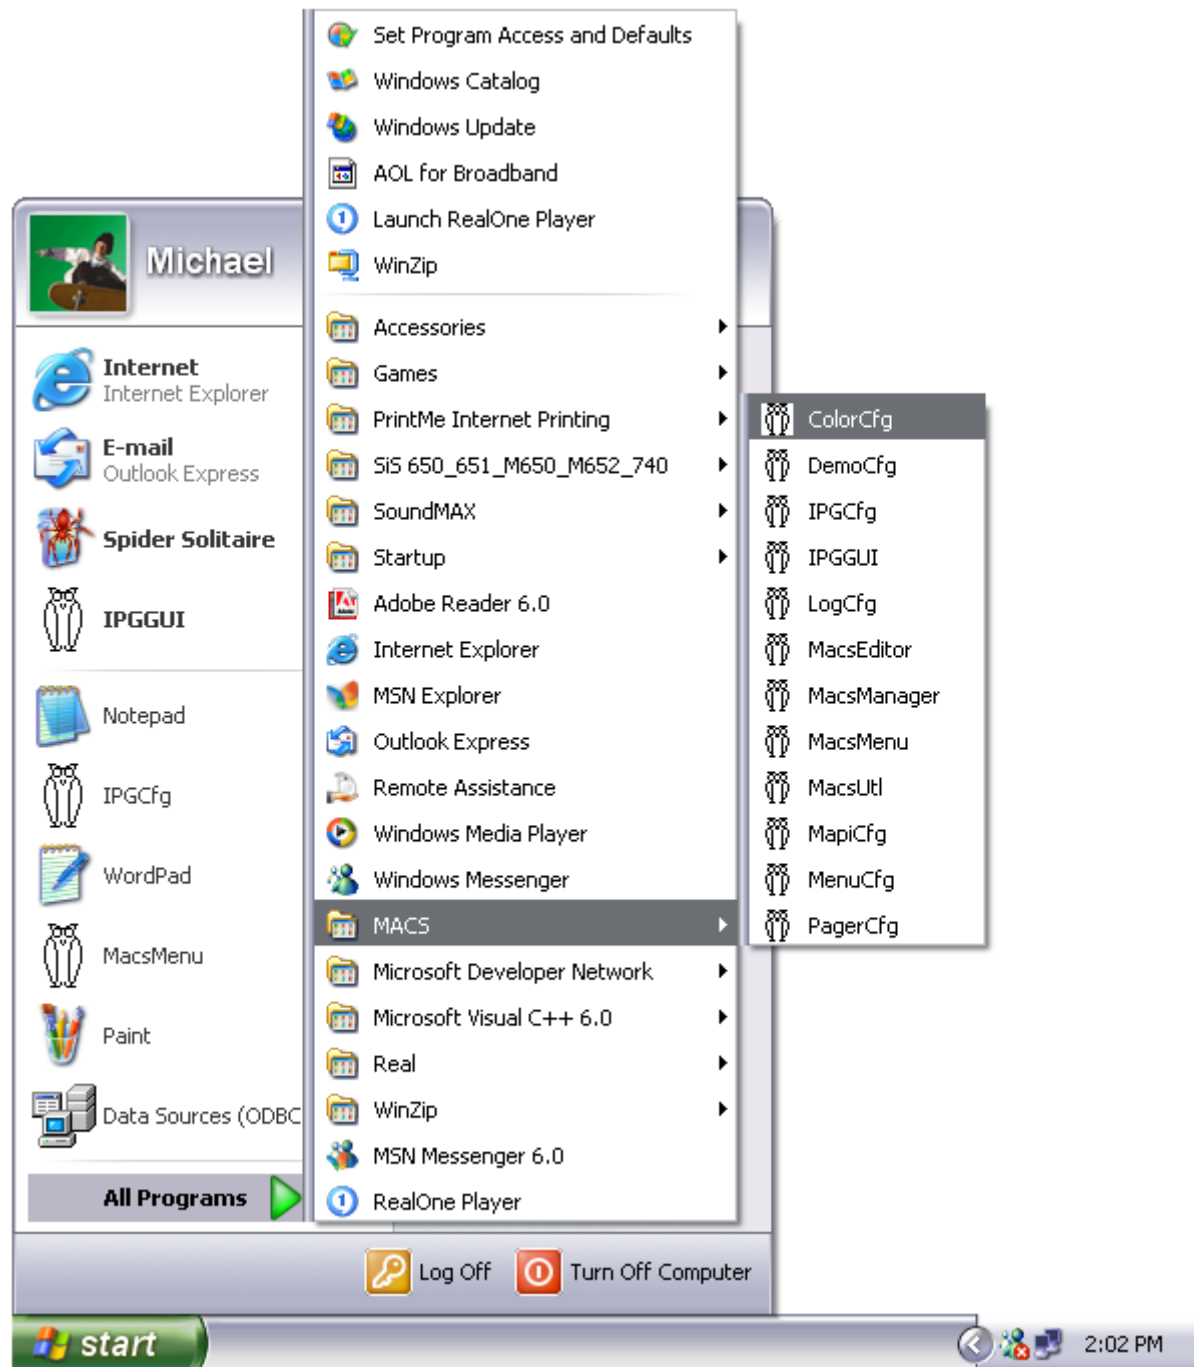 Set Program Access and Defaults
Windows Catalog
Windows Update
AOL for Broadband
Launch RealOne Player
WinZip
Michael
Internet
Internet Explorer
E-mail
Outlook Express
Spider Solitaire
IPGGUI
Notepad
IPGCfg
WordPad
MacsMenu
Paint
Data Sources (ODBC
All Programs
Accessories
Games
PrintMe Internet Printing
SiS 650_651_M650_M652_740
SoundMAX
Startup
Adobe Reader 6.0
Internet Explorer
MSN Explorer
Outlook Express
Remote Assistance
Windows Media Player
Windows Messenger
MACS
Microsoft Developer Network
Microsoft Visual C++ 6.0
Real
WinZip
MSN Messenger 6.0
RealOne Player
ColorCfg
DemoCfg
IPGCfg
IPGGUI
LogCfg
MacsEditor
MacsManager
MacsMenu
MacsUtl
MapiCfg
MenuCfg
PagerCfg
Log Off
Turn Off Computer
start
2:02 PM